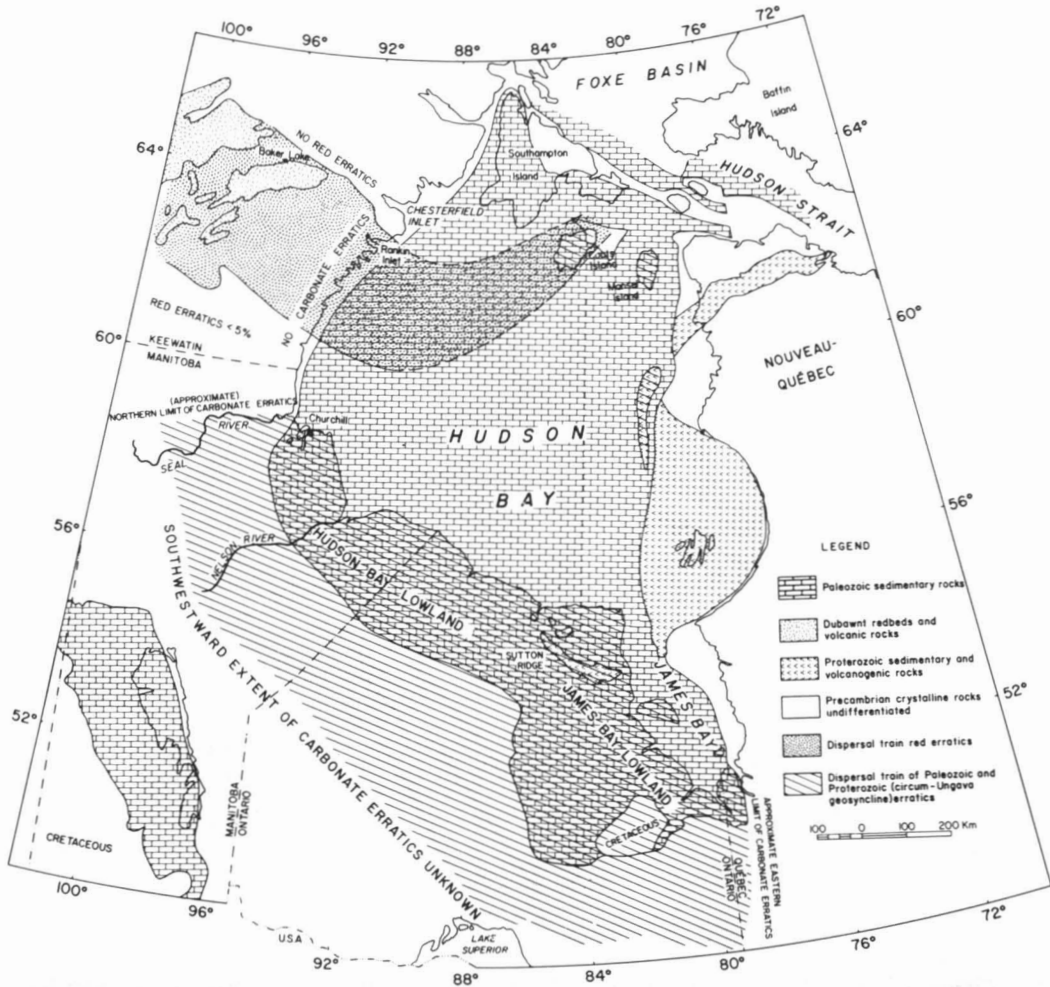 100°
96°
92°
88°
84°
80°
76°
72°
FOXE BASIN
Baffin
Island
64°
64°
NO RED ERRATICS
Baker Lake
Southampton
Island
HUDSON STRAIT
CHESTERFIELD
INLET
Rankin
Inlet
NO CARBONATE ERRATICS
Island
Mansel
Island
RED ERRATICS < 5%
60°
60°
KEEWATIN
MANITOBA
NOUVEAU-
QUÉBEC
(APPROXIMATE)
NORTHERN LIMIT OF CARBONATE ERRATICS
Churchill
SEAL RIVER
HUDSON
BAY
56°
56°
NELSON RIVER
HUDSON-BAY
LOWLAND
SOUTHWESTWARD EXTENT OF CARBONATE ERRATICS UNKNOWN
SUTTON
RIDGE
JAMES BAY
JAMES-BAY-LOWLAND
52°
52°
CRETACEOUS
CRETACEOUS
MANITOBA
ONTARIO
QUÉBEC
ONTARIO
APPROXIMATE EASTERN
LIMIT OF CARBONATE ERRATICS
LEGEND
Paleozoic sedimentary rocks
Dubawnt redbeds and
volcanic rocks
Proterozoic sedimentary and
volcanogenic rocks
Precambrian crystalline rocks
undifferentiated
Dispersal train red erratics
Dispersal train of Paleozoic and
Proterozoic (circum-Ungava
geosyncline) erratics
100 0 100 200 Km
USA
LAKE
SUPERIOR
100°
96°
92°
88°
84°
80°
76°
72°